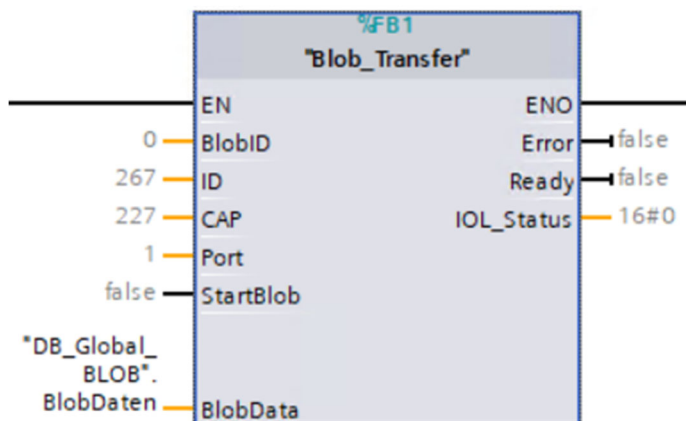 %FB1
"Blob_Transfer"
EN ENO
0 BlobID Error false
267 ID Ready false
227 CAP IOL_Status 16#0
1 Port
false StartBlob
"DB_Global_
BLOB".
BlobDaten BlobData